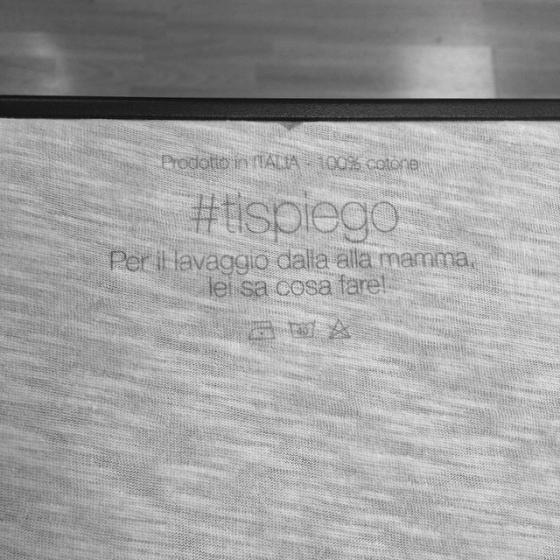 Prodotto in ITALIA - 100% cotone
#tispiego
Per il lavaggio dalla alla mamma,
lei sa cosa fare!